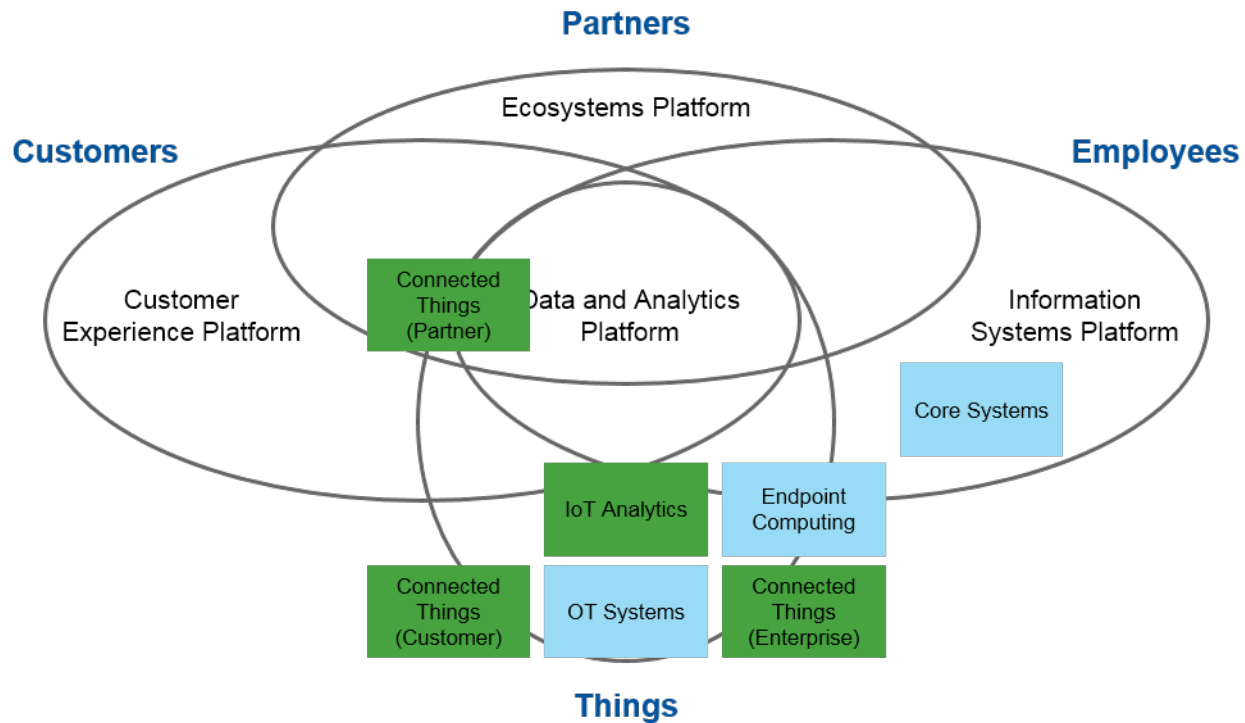 Partners
Ecosystems Platform
Customers
Employees
Connected
Things
(Partner)
Customer
Experience Platform
Data and Analytics
Platform
Information
Systems Platform
Core Systems
IoT Analytics
Endpoint
Computing
Connected
Things
(Customer)
OT Systems
Connected
Things
(Enterprise)
Things